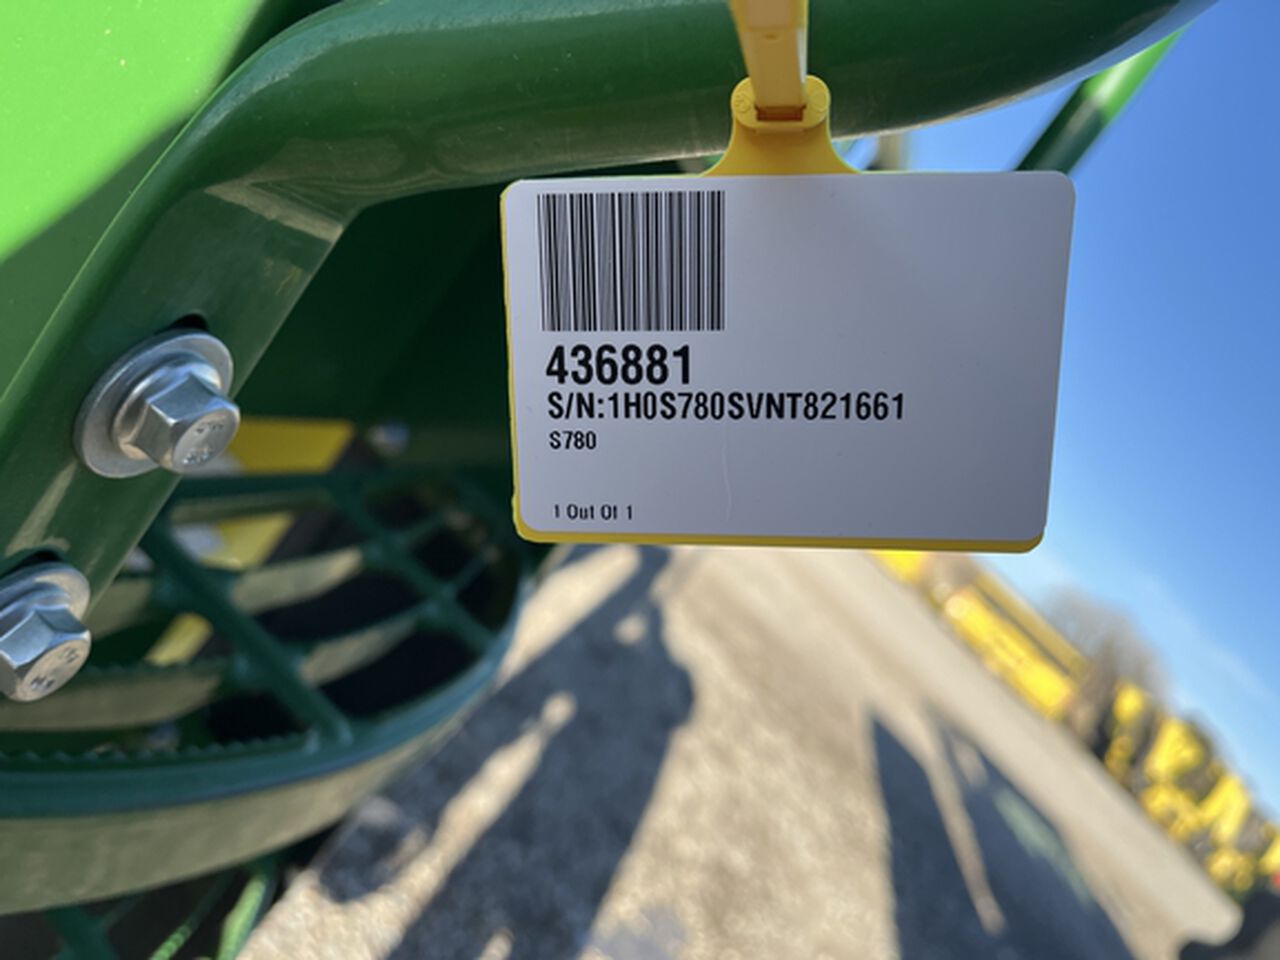 436881
S/N:1H0S780SVNT821661
S780
1 Out Of 1